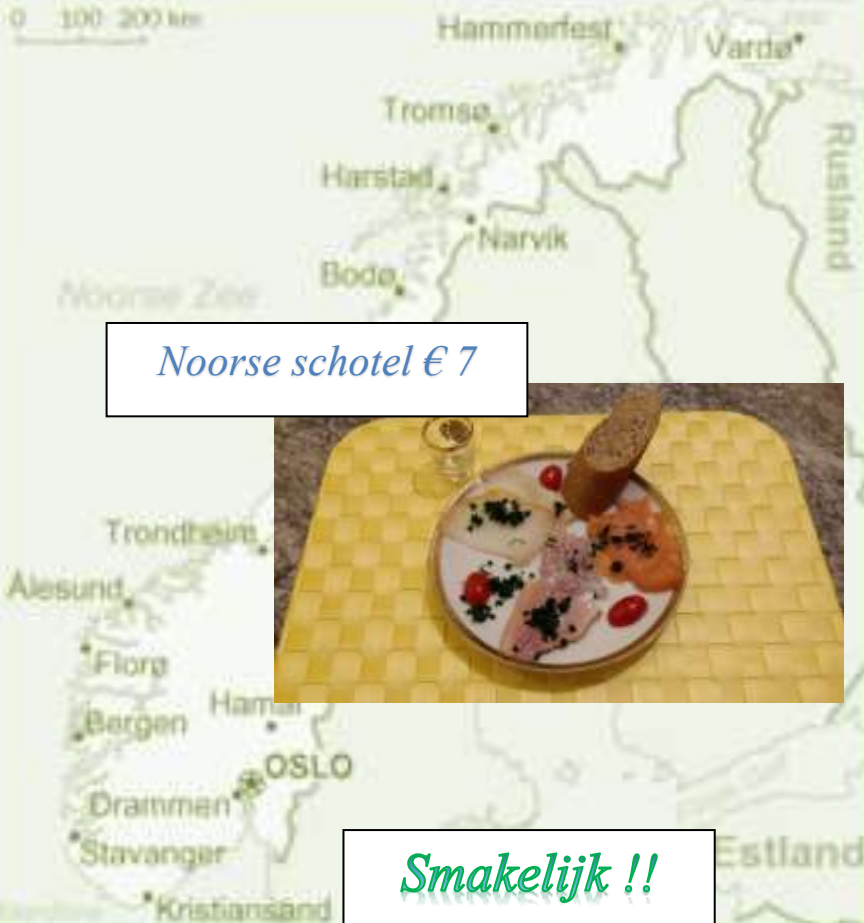 0 100 200 km
Hammerfest
Vardø
Tromsø
Rusland
Harstad
Narvik
Bodø
Noorse Zee
Noorse schotel € 7
Trondheim
Ålesund
Florø
Hamar
Bergen
OSLO
Drammen
Stavanger
Estland
Smakelijk !!
Kristiansand